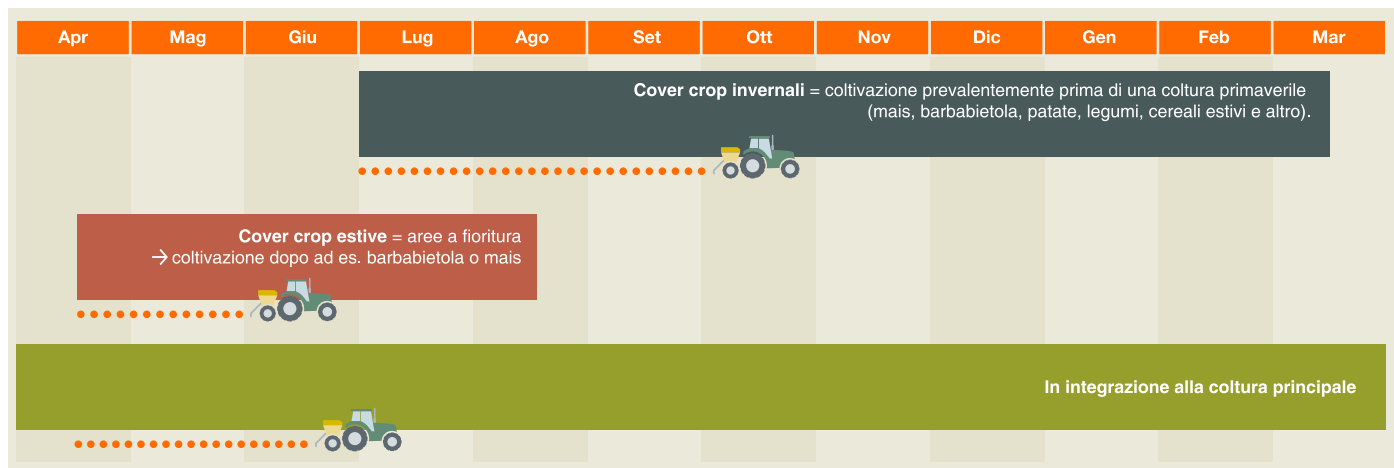 Apr Mag Giu Lug Ago Set Ott Nov Dic Gen Feb Mar
Cover crop invernali = coltivazione prevalentemente prima di una coltura primaverile
(mais, barbabietola, patate, legumi, cereali estivi e altro).
Cover crop estive = aree a fioritura
→ coltivazione dopo ad es. barbabietola o mais
In integrazione alla coltura principale